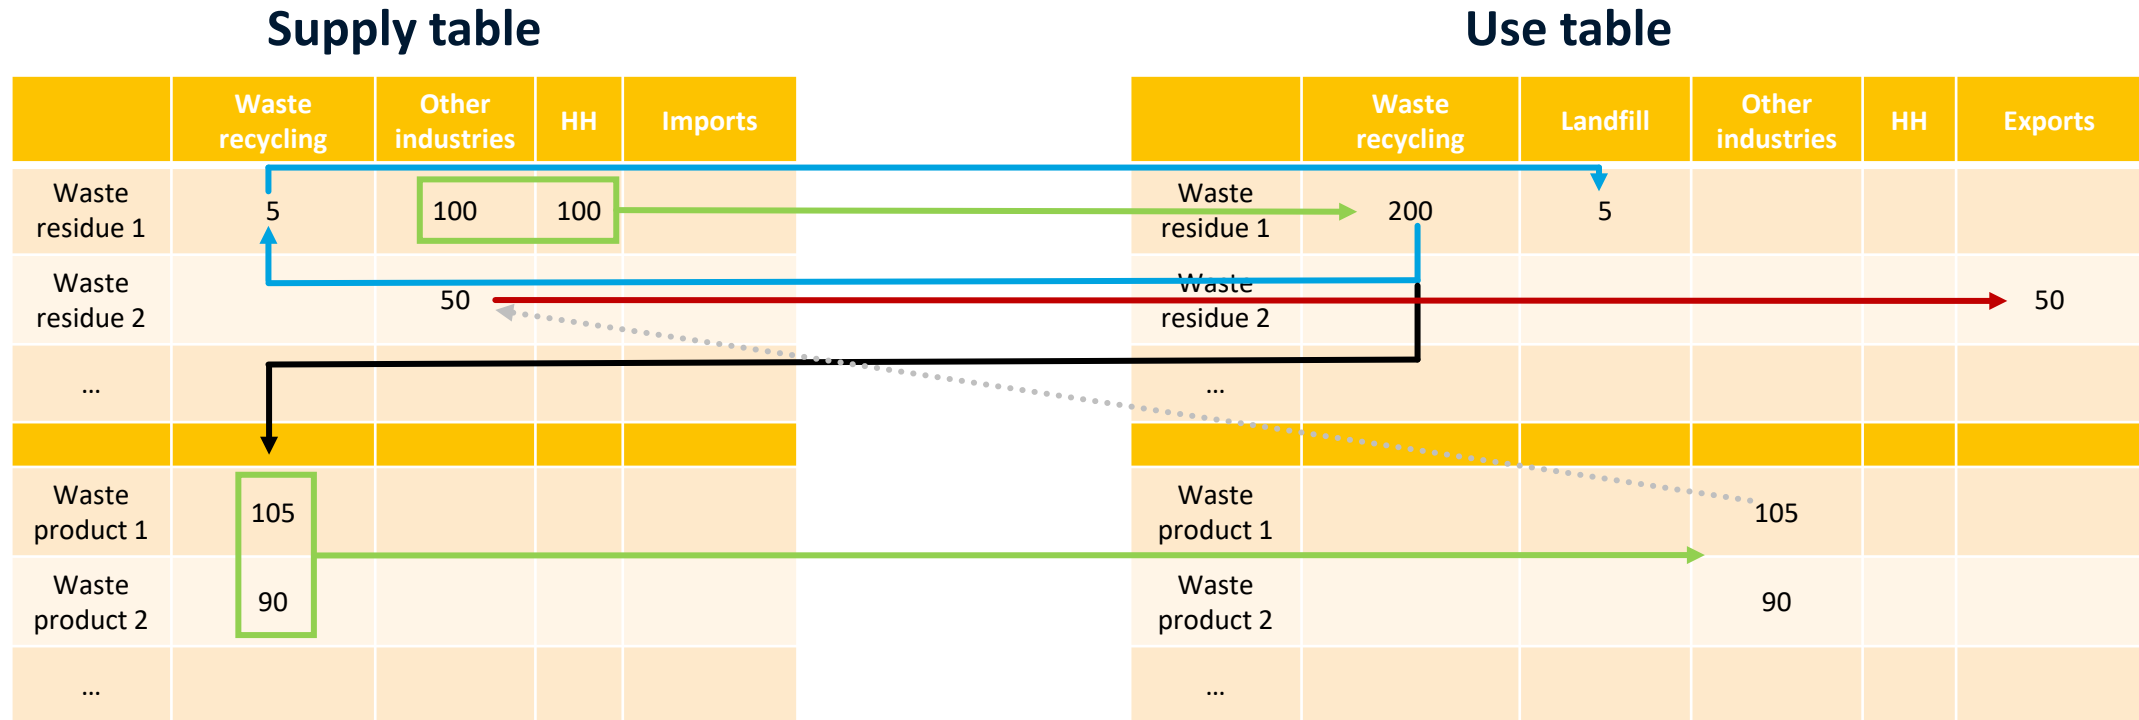 Supply table
Use table
Waste recycling Other industries HH Imports
Waste recycling Landfill Other industries HH Exports
Waste residue 1 5 100 100
Waste residue 1 200 5
Waste residue 2 50
Waste residue 2 50
...
...
Waste product 1 105
Waste product 1 105
Waste product 2 90
Waste product 2 90
...
...